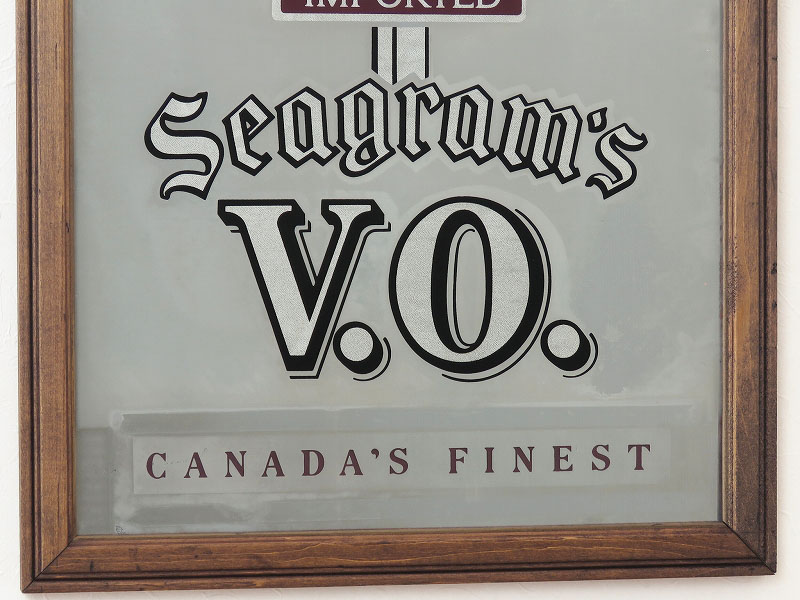 IMPORTED
Seagram's
V.O.
CANADA'S FINEST